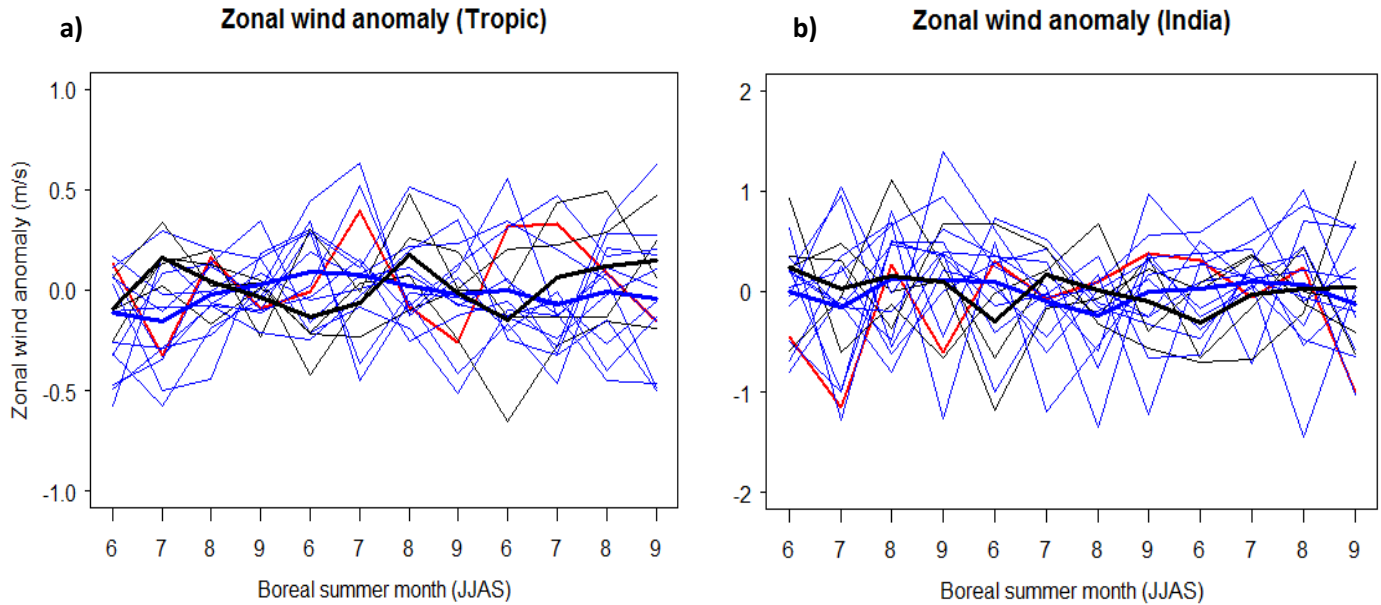 a)
Zonal wind anomaly (Tropic)
1.0
0.5
0.0
-0.5
-1.0
Zonal wind anomaly (m/s)
6 7 8 9 6 7 8 9 6 7 8 9
Boreal summer month (JJAS)
b)
Zonal wind anomaly (India)
2
1
0
-1
-2
6 7 8 9 6 7 8 9 6 7 8 9
Boreal summer month (JJAS)